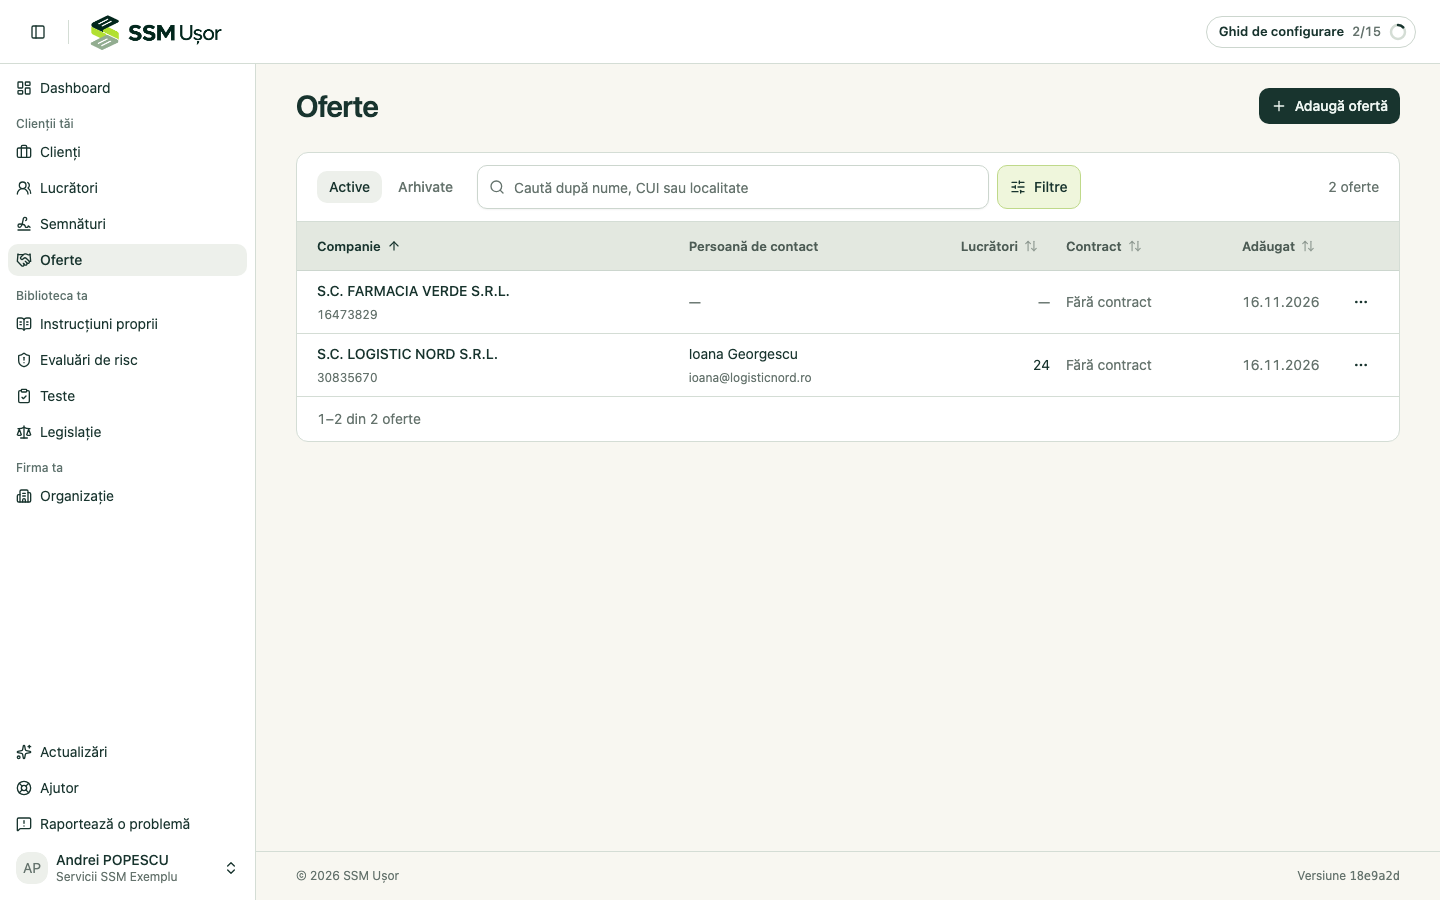 SSM Ușor
Ghid de configurare 2/15
Dashboard
Clienții tăi
Clienți
Lucrători
Semnături
Oferte
Biblioteca ta
Instrucțiuni proprii
Evaluări de risc
Teste
Legislație
Firma ta
Organizație
Actualizări
Ajutor
Raportează o problemă
AP
Andrei POPESCU
Servicii SSM Exemplu
Oferte
+ Adaugă ofertă
Active Arhivate Caută după nume, CUI sau localitate Filtre 2 oferte
Companie Persoană de contact Lucrători Contract Adăugat
S.C. FARMACIA VERDE S.R.L.
16473829
— — Fără contract 16.11.2026
S.C. LOGISTIC NORD S.R.L.
30835670
Ioana Georgescu
ioana@logisticnord.ro
24 Fără contract 16.11.2026
1–2 din 2 oferte
© 2026 SSM Ușor
Versiune 18e9a2d